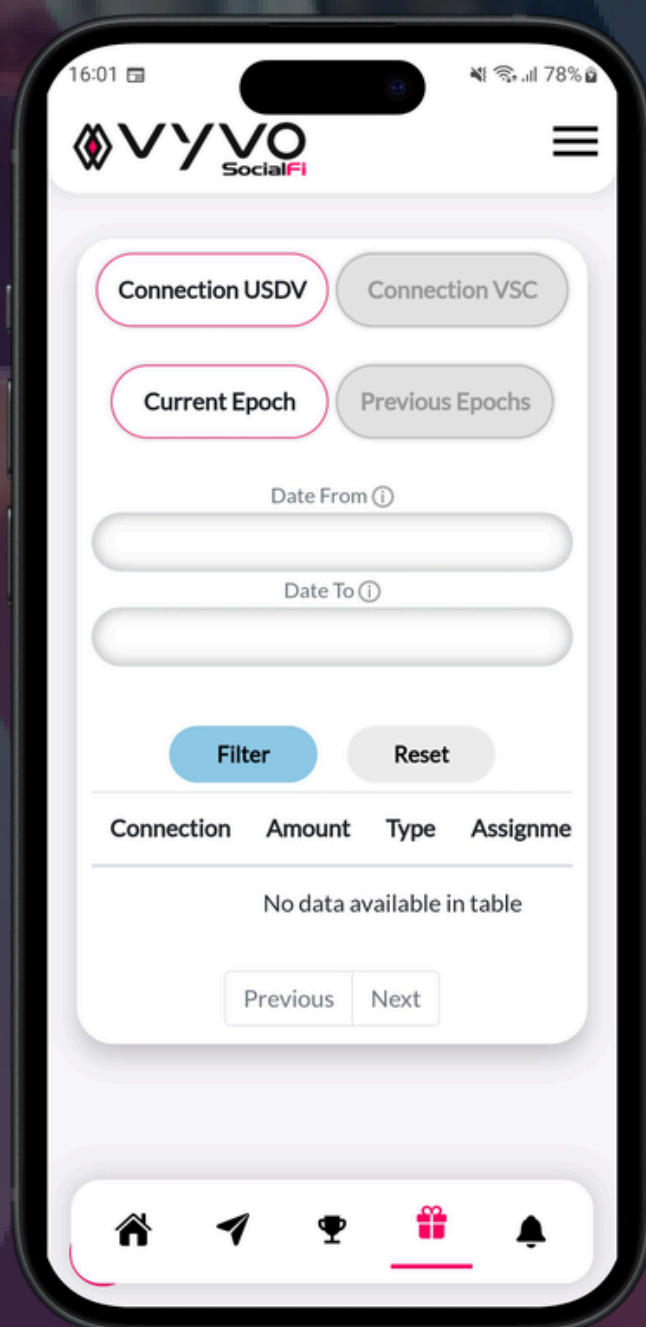 16:01 78%
VYVO
SocialFi
Connection USDV Connection VSC
Current Epoch Previous Epochs
Date From
Date To
Filter Reset
Connection Amount Type Assignme
No data available in table
Previous Next